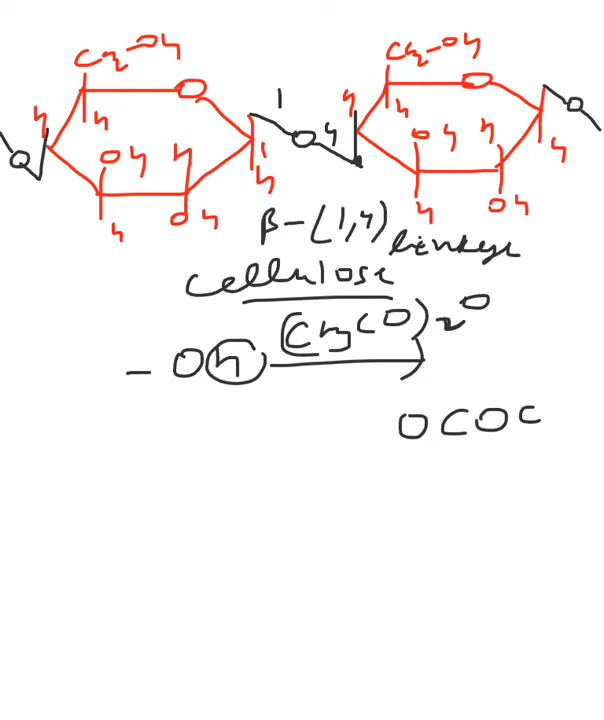 CH2-OH CH2-OH
O O
H H H H
1
O OH H O 4 OH H O
H H
H OH H OH
β-(1,4) linkage
cellulose
(CH3CO)2O
- OH
OCOC